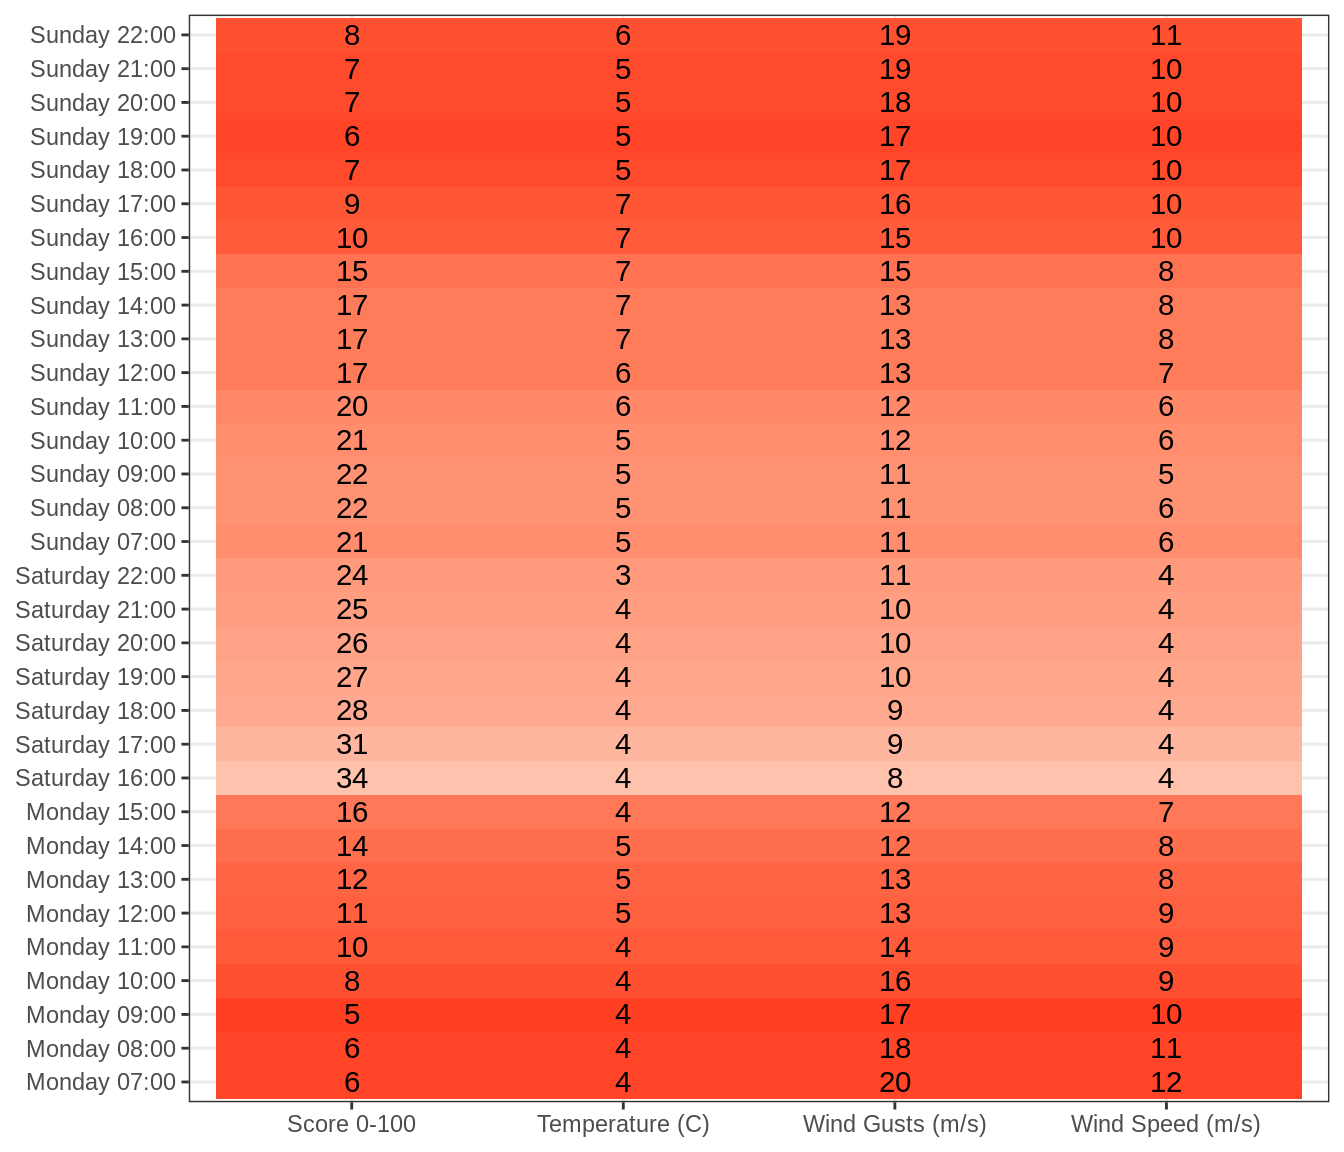 Sunday 22:00 8 6 19 11
Sunday 21:00 7 5 19 10
Sunday 20:00 7 5 18 10
Sunday 19:00 6 5 17 10
Sunday 18:00 7 5 17 10
Sunday 17:00 9 7 16 10
Sunday 16:00 10 7 15 10
Sunday 15:00 15 7 15 8
Sunday 14:00 17 7 13 8
Sunday 13:00 17 7 13 8
Sunday 12:00 17 6 13 7
Sunday 11:00 20 6 12 6
Sunday 10:00 21 5 12 6
Sunday 09:00 22 5 11 5
Sunday 08:00 22 5 11 6
Sunday 07:00 21 5 11 6
Saturday 22:00 24 3 11 4
Saturday 21:00 25 4 10 4
Saturday 20:00 26 4 10 4
Saturday 19:00 27 4 10 4
Saturday 18:00 28 4 9 4
Saturday 17:00 31 4 9 4
Saturday 16:00 34 4 8 4
Monday 15:00 16 4 12 7
Monday 14:00 14 5 12 8
Monday 13:00 12 5 13 8
Monday 12:00 11 5 13 9
Monday 11:00 10 4 14 9
Monday 10:00 8 4 16 9
Monday 09:00 5 4 17 10
Monday 08:00 6 4 18 11
Monday 07:00 6 4 20 12
Score 0-100 Temperature (C) Wind Gusts (m/s) Wind Speed (m/s)